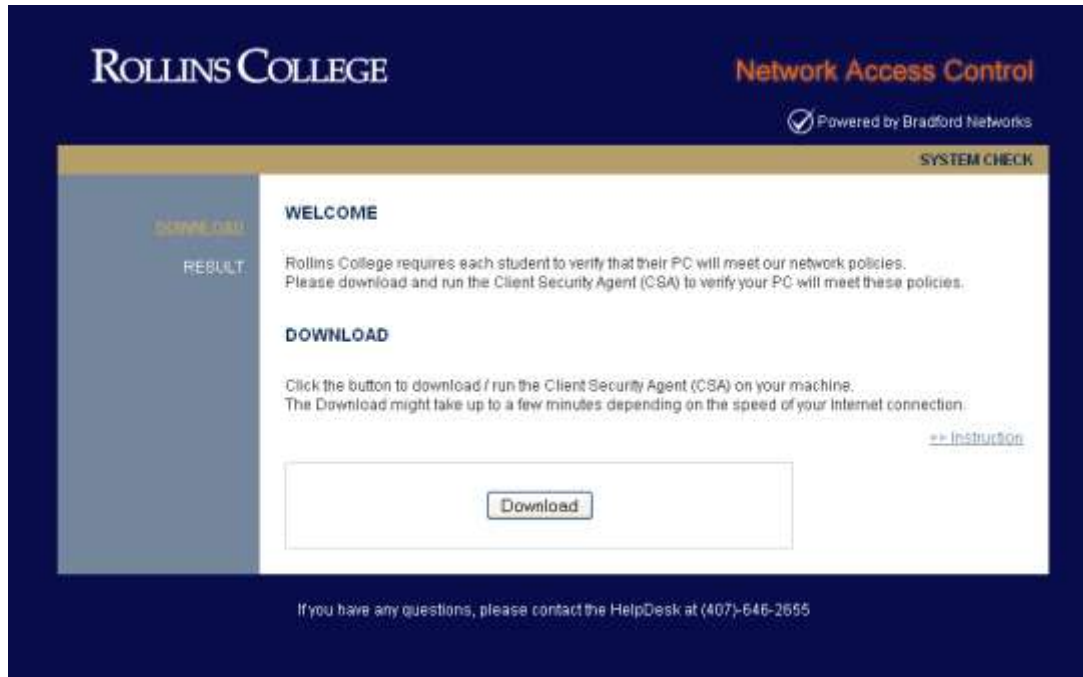 ROLLINS COLLEGE
Network Access Control
Powered by Bradford Networks
SYSTEM CHECK
DOWNLOAD
RESULT
WELCOME
Rollins College requires each student to verify that their PC will meet our network policies.
Please download and run the Client Security Agent (CSA) to verify your PC will meet these policies.
DOWNLOAD
Click the button to download / run the Client Security Agent (CSA) on your machine.
The Download might take up to a few minutes depending on the speed of your Internet connection.
>> Instruction
Download
If you have any questions, please contact the HelpDesk at (407)-646-2655